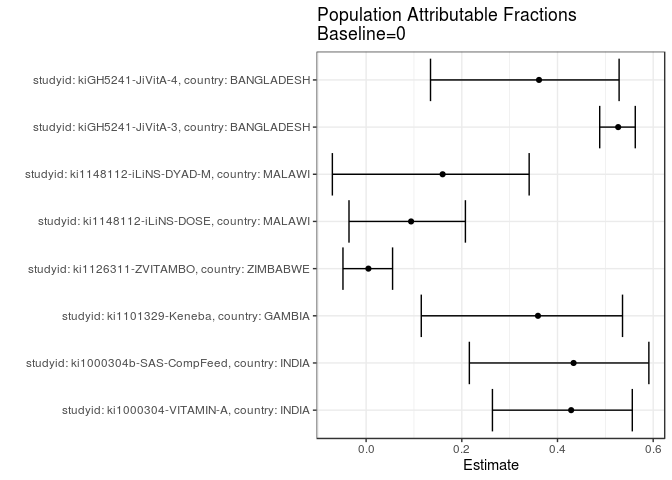 Population Attributable Fractions
Baseline=0
studyid: kiGH5241-JiVitA-4, country: BANGLADESH
studyid: kiGH5241-JiVitA-3, country: BANGLADESH
studyid: ki1148112-iLiNS-DYAD-M, country: MALAWI
studyid: ki1148112-iLiNS-DOSE, country: MALAWI
studyid: ki1126311-ZVITAMBO, country: ZIMBABWE
studyid: ki1101329-Keneba, country: GAMBIA
studyid: ki1000304b-SAS-CompFeed, country: INDIA
studyid: ki1000304-VITAMIN-A, country: INDIA
0.0 0.2 0.4 0.6
Estimate